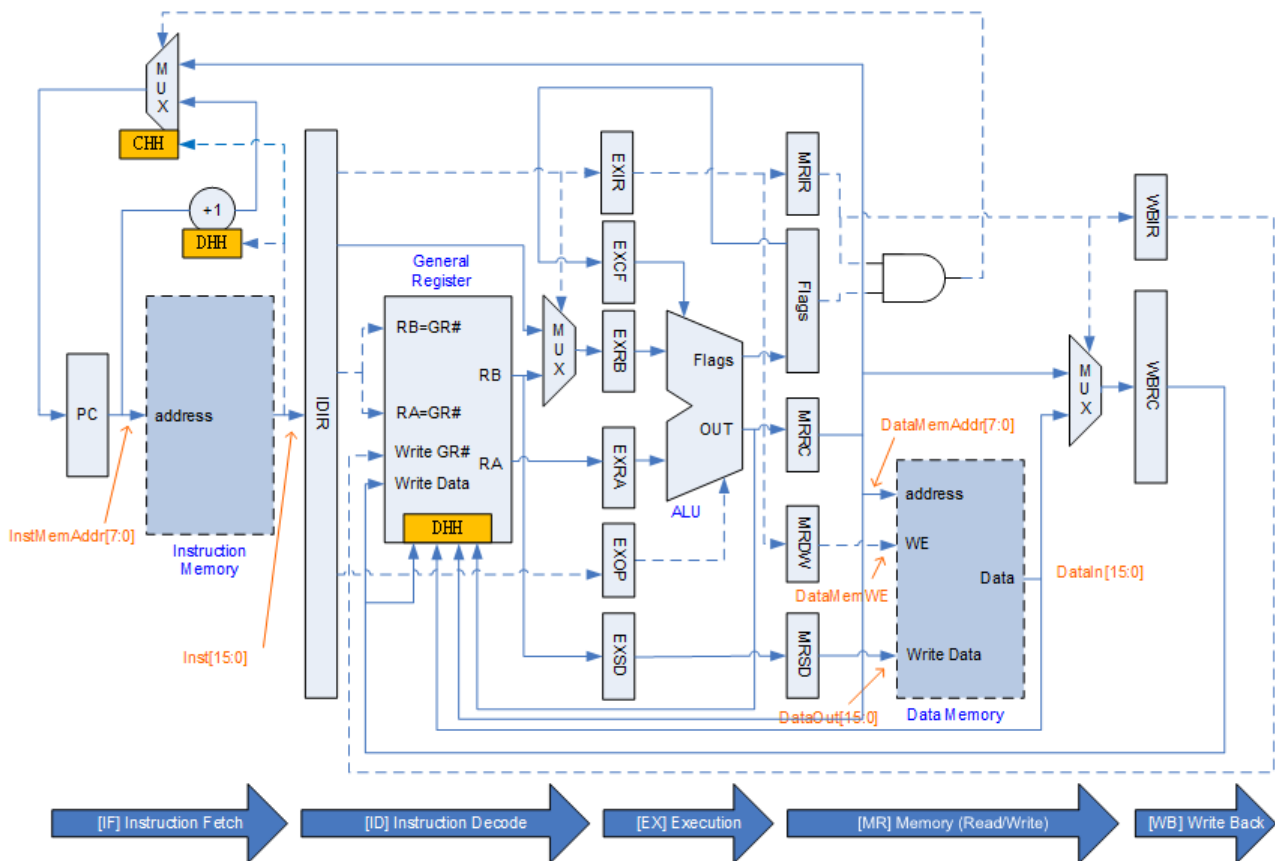 MUX
CHH
+1
DHH
PC
address
Instruction
Memory
InstMemAddr[7:0]
Inst[15:0]
IDIR
General
Register
RB=GR#
RB
RA=GR#
Write GR#
RA
Write Data
DHH
MUX
EXIR
EXCF
EXRB
EXRA
EXOP
EXSD
Flags
OUT
ALU
MRIR
Flags
MRRC
MRDW
MRSD
DataMemAddr[7:0]
address
WE
DataMemWE
Data
DataIn[15:0]
Write Data
DataOut[15:0]
Data Memory
MUX
WBIR
WBRC
[IF] Instruction Fetch
[ID] Instruction Decode
[EX] Execution
[MR] Memory (Read/Write)
[WB] Write Back